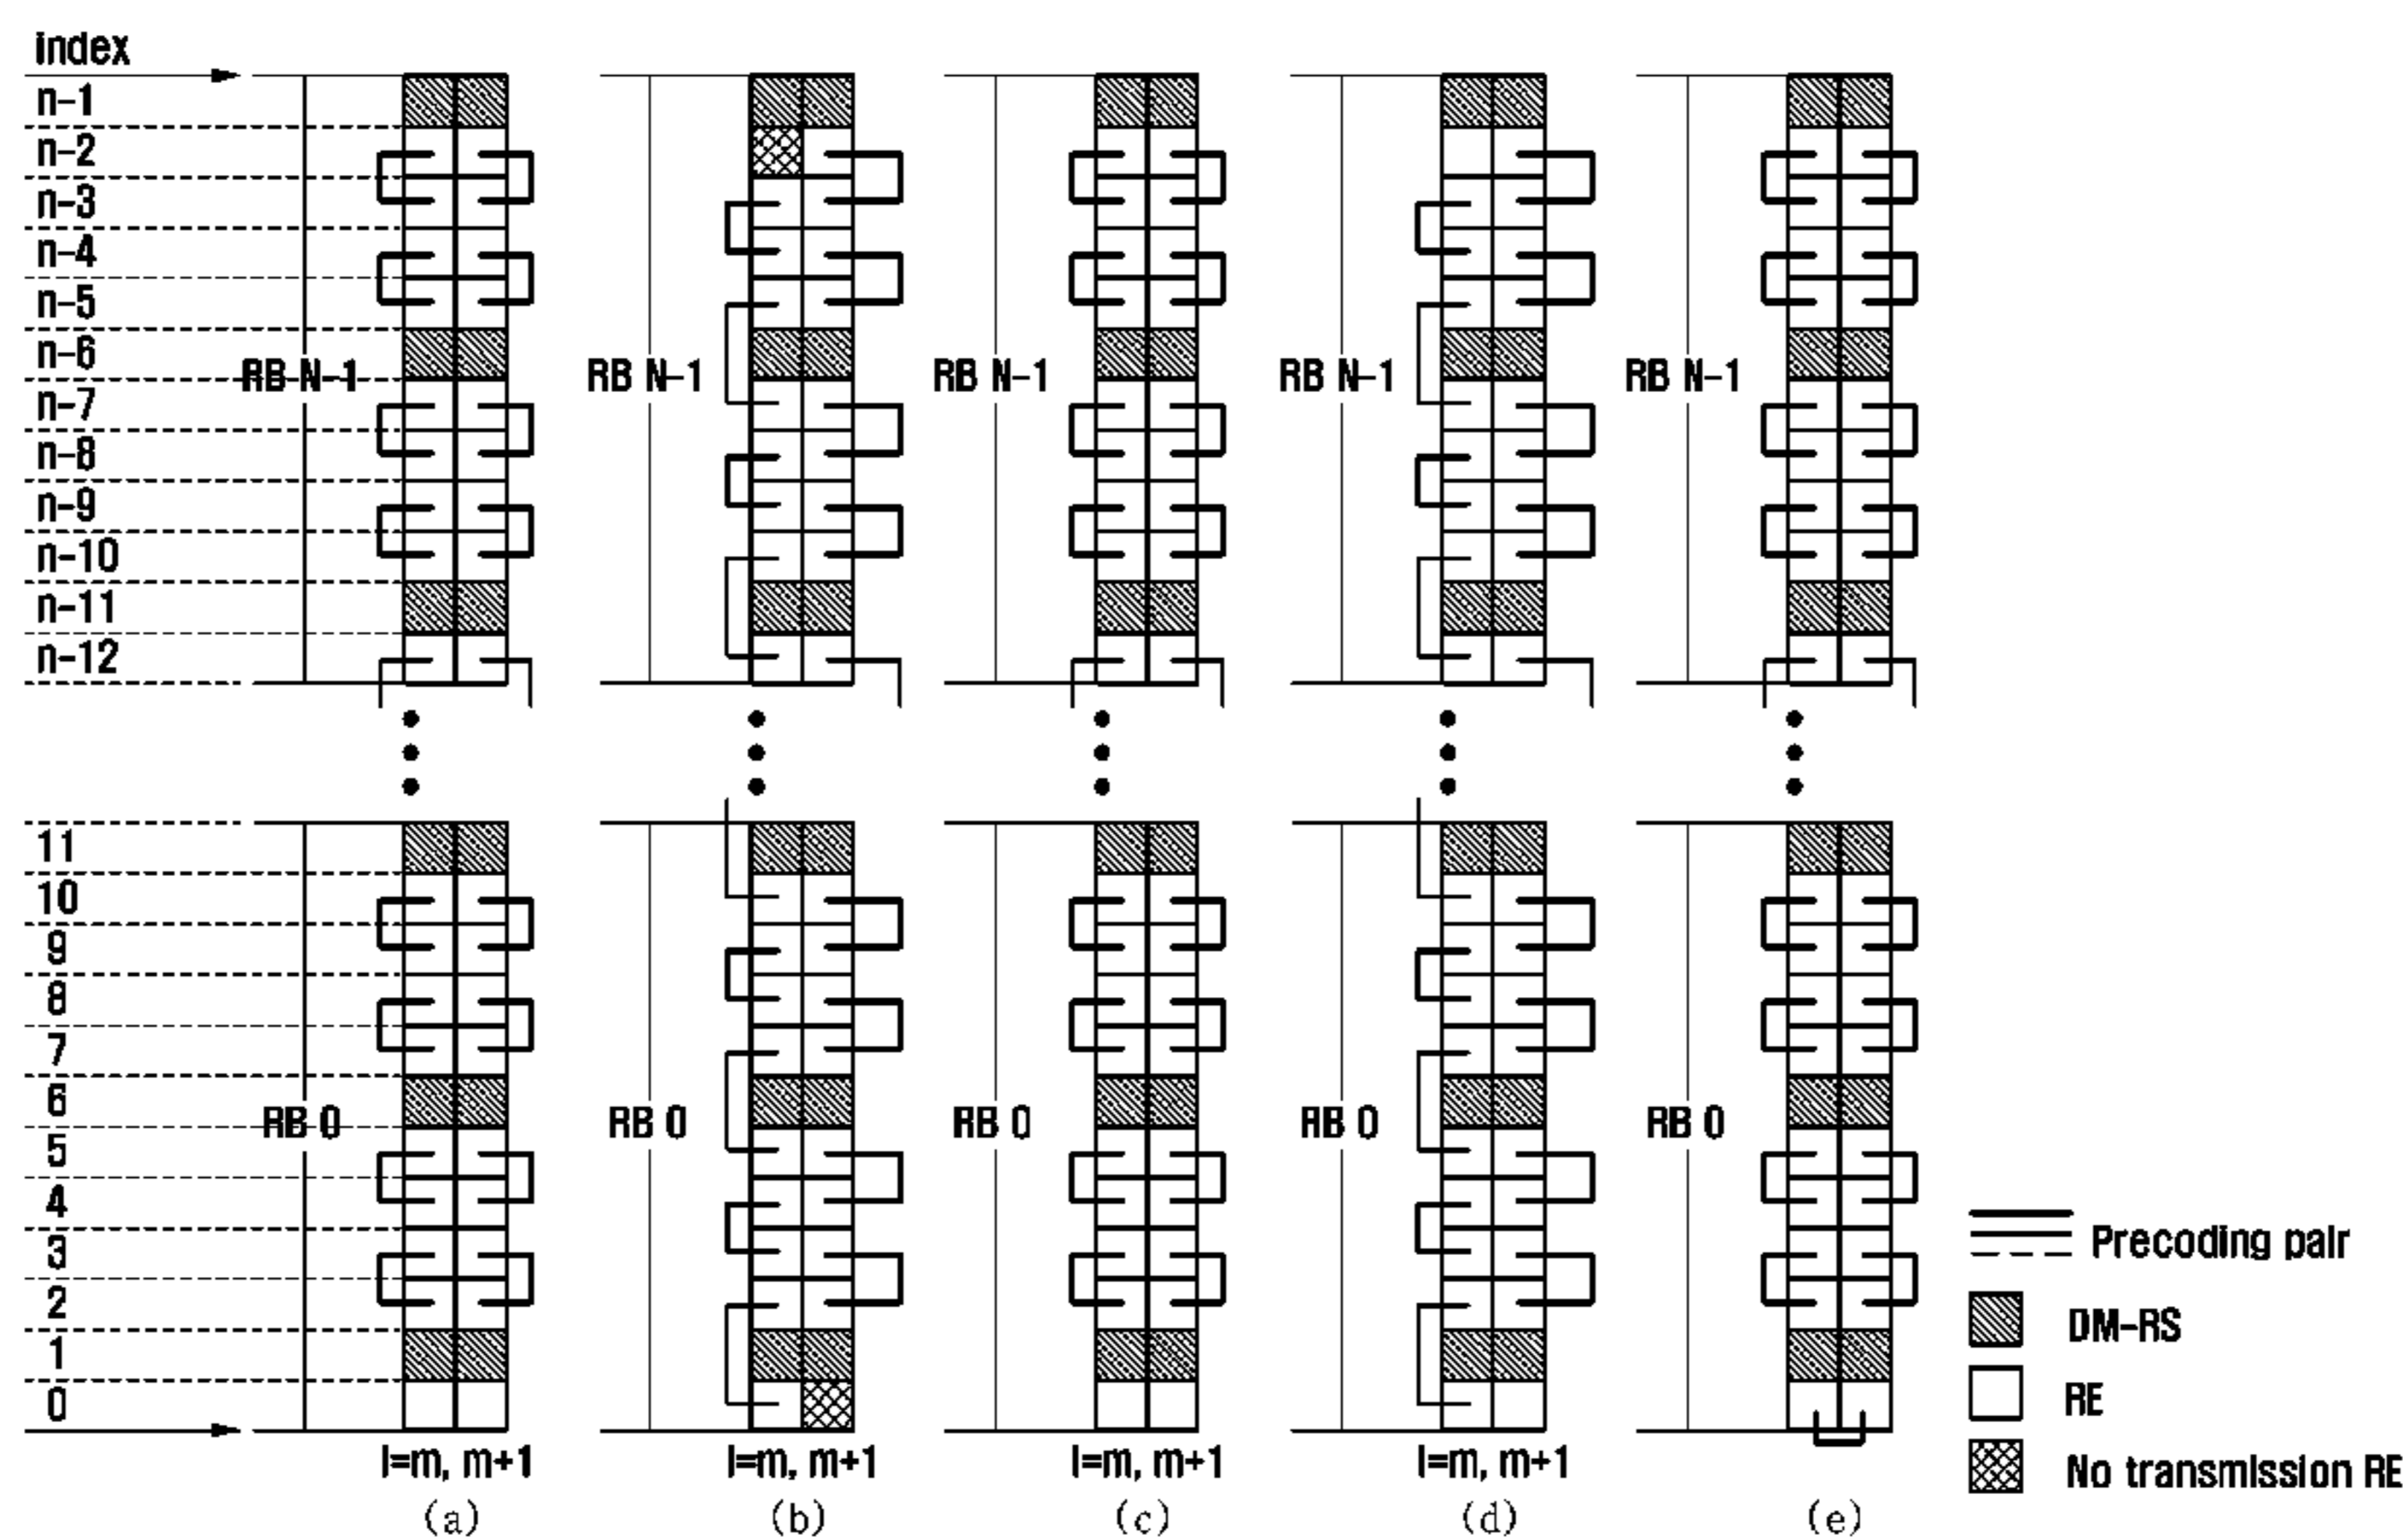 index
n-1
n-2
n-3
n-4
n-5
n-6
RB N-1 RB N-1 RB N-1 RB N-1 RB N-1
n-7
n-8
n-9
n-10
n-11
n-12
11
10
9
8
7
6
RB 0 RB 0 RB 0 RB 0 RB 0
5
4
3
Precoding pair
2
DM-RS
1
RE
0
l=m, m+1 l=m, m+1 l=m, m+1 l=m, m+1
No transmission RE
(a) (b) (c) (d) (e)